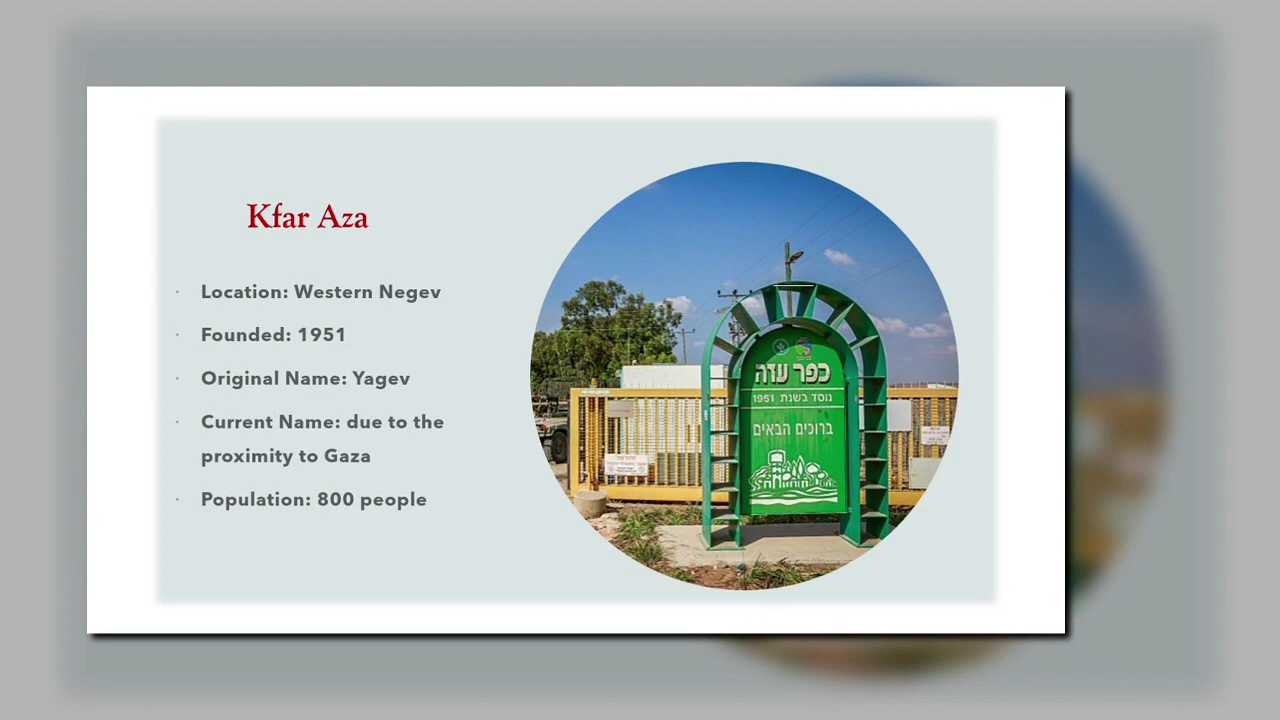 Kfar Aza
· Location: Western Negev
· Founded: 1951
· Original Name: Yagev
· Current Name: due to the
proximity to Gaza
· Population: 800 people
כפר עזה
נוסד בשנת 1951
ברוכים הבאים